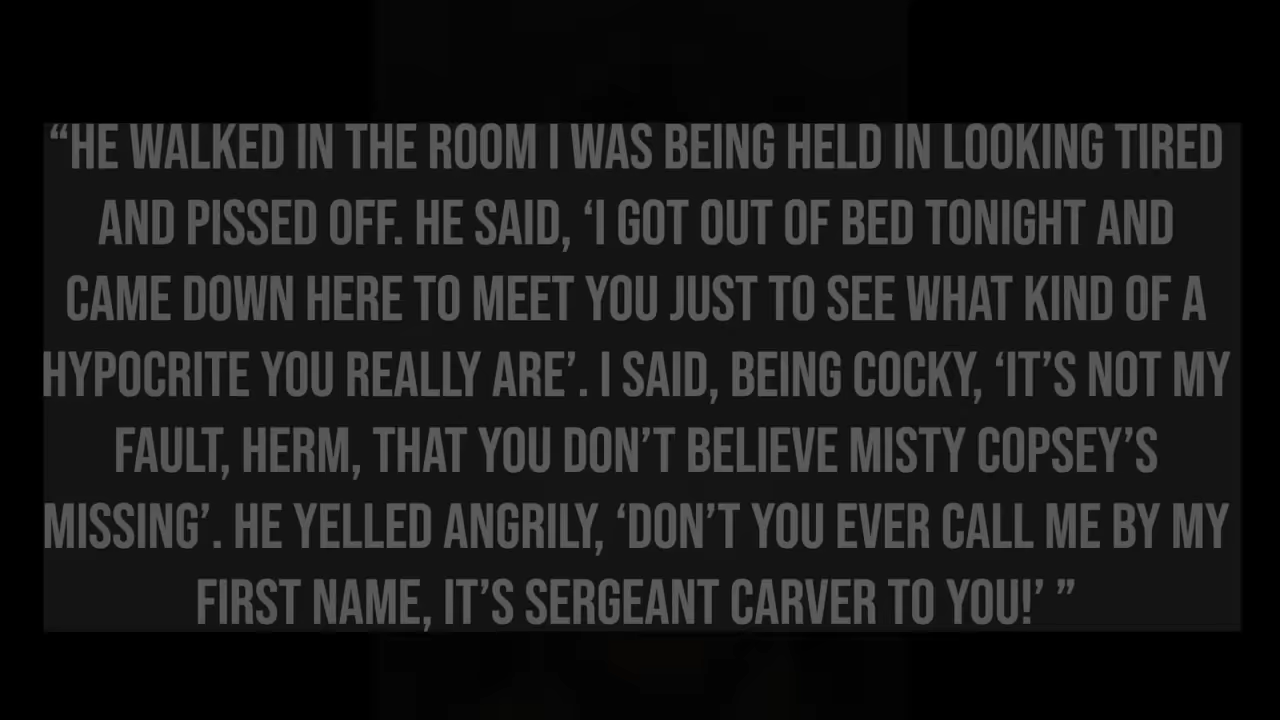 “HE WALKED IN THE ROOM I WAS BEING HELD IN LOOKING TIRED
AND PISSED OFF. HE SAID, ‘I GOT OUT OF BED TONIGHT AND
CAME DOWN HERE TO MEET YOU JUST TO SEE WHAT KIND OF A
HYPOCRITE YOU REALLY ARE’. I SAID, BEING COCKY, ‘IT’S NOT MY
FAULT, HERM, THAT YOU DON’T BELIEVE MISTY COPSEY’S
MISSING’. HE YELLED ANGRILY, ‘DON’T YOU EVER CALL ME BY MY
FIRST NAME, IT’S SERGEANT CARVER TO YOU!’ ”